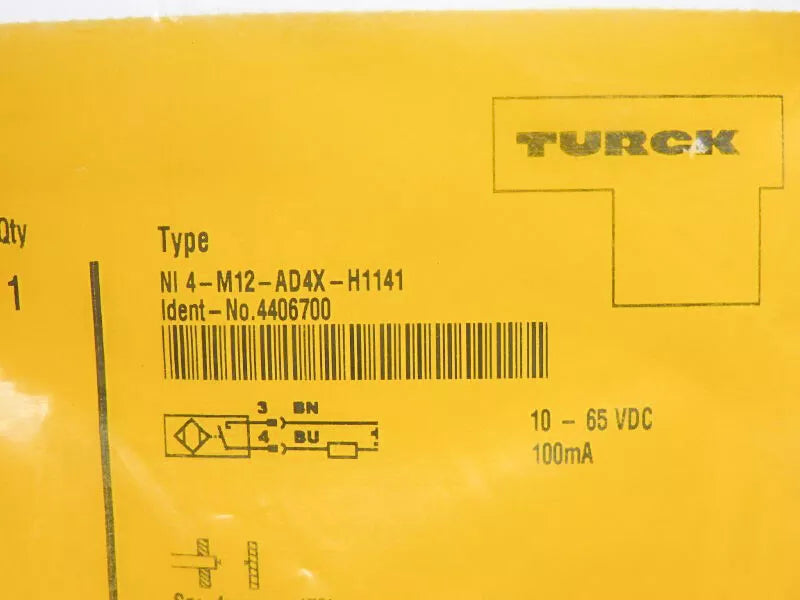 TURCK
Qty
1
Type
NI 4-M12-AD4X-H1141
Ident-No.4406700
3 BN
4 BU
10 - 65 VDC
100mA